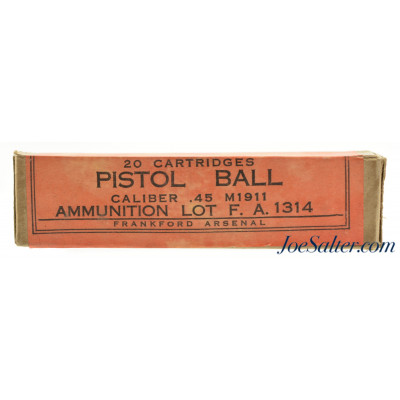 20 CARTRIDGES
PISTOL BALL
CALIBER .45 M1911
AMMUNITION LOT F. A. 1314
FRANKFORD ARSENAL
JoeSalter.com